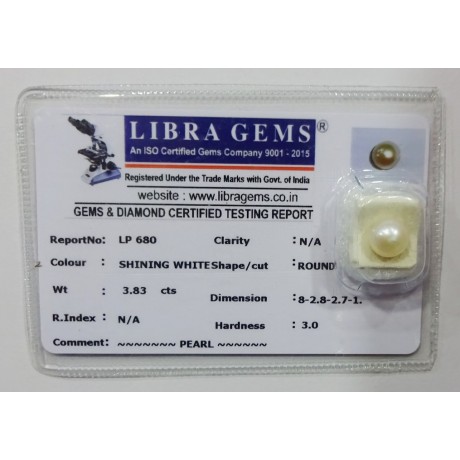 LIBRA GEMS®
An ISO Certified Gems Company 9001 - 2015
Registered Under the Trade Marks with Govt. of India
website : www.libragems.co.in
GEMS & DIAMOND CERTIFIED TESTING REPORT
ReportNo: LP 680 Clarity : N/A
Colour : SHINING WHITE Shape/cut : ROUND
Wt : 3.83 cts Dimension : 8-2.8-2.7-1.
R.Index : N/A Hardness : 3.0
Comment: ~~~~~~~ PEARL ~~~~~~